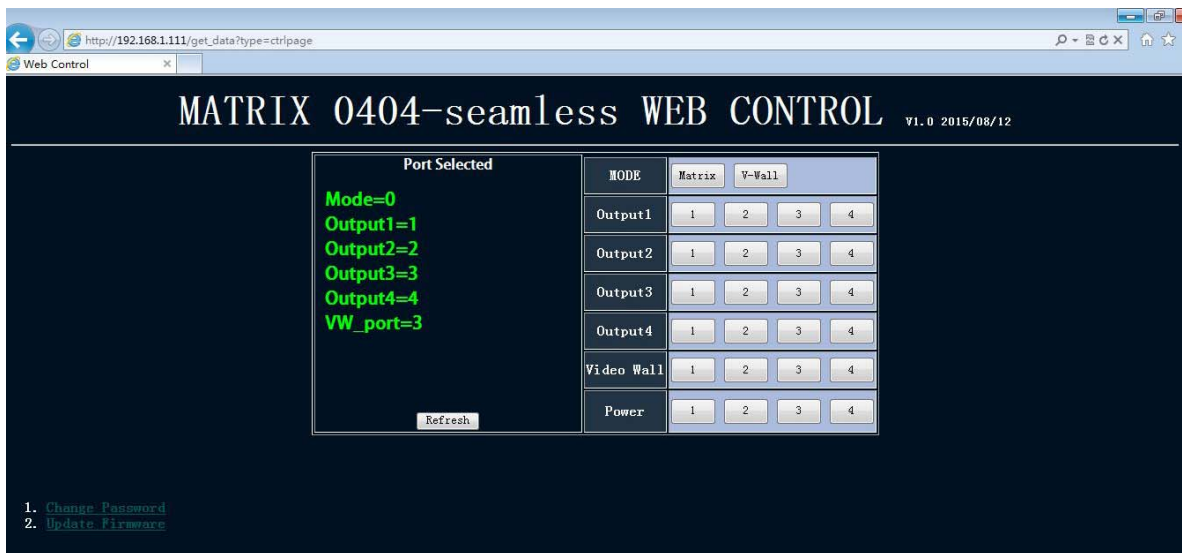 http://192.168.1.111/get_data?type=ctrlpage
Web Control
MATRIX 0404-seamless WEB CONTROL V1.0 2015/08/12
Port Selected
Mode=0
Output1=1
Output2=2
Output3=3
Output4=4
VW_port=3
Refresh
MODE Matrix V-Wall
Output1 1 2 3 4
Output2 1 2 3 4
Output3 1 2 3 4
Output4 1 2 3 4
Video Wall 1 2 3 4
Power 1 2 3 4
1. Change Password
2. Update Firmware